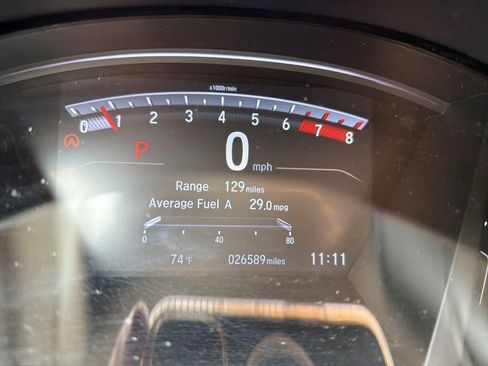 x1000r/min
0 1 2 3 4 5 6 7 8
A
P 0 mph
Range 129 miles
Average Fuel A 29.0 mpg
0 40 80
74 °F 026589 miles 11:11